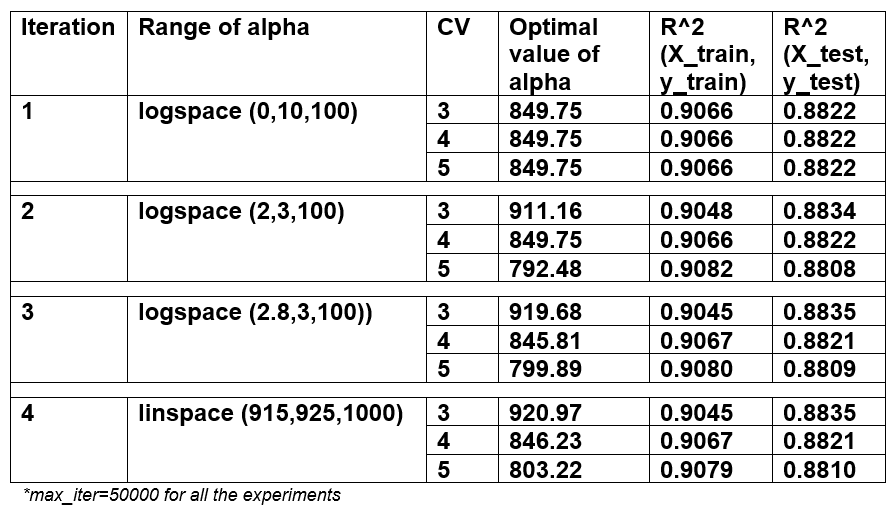 Iteration Range of alpha CV Optimal value of alpha R^2 (X_train, y_train) R^2 (X_test, y_test)
1 logspace (0,10,100) 3 849.75 0.9066 0.8822
4 849.75 0.9066 0.8822
5 849.75 0.9066 0.8822
2 logspace (2,3,100) 3 911.16 0.9048 0.8834
4 849.75 0.9066 0.8822
5 792.48 0.9082 0.8808
3 logspace (2.8,3,100)) 3 919.68 0.9045 0.8835
4 845.81 0.9067 0.8821
5 799.89 0.9080 0.8809
4 linspace (915,925,1000) 3 920.97 0.9045 0.8835
4 846.23 0.9067 0.8821
5 803.22 0.9079 0.8810
*max_iter=50000 for all the experiments